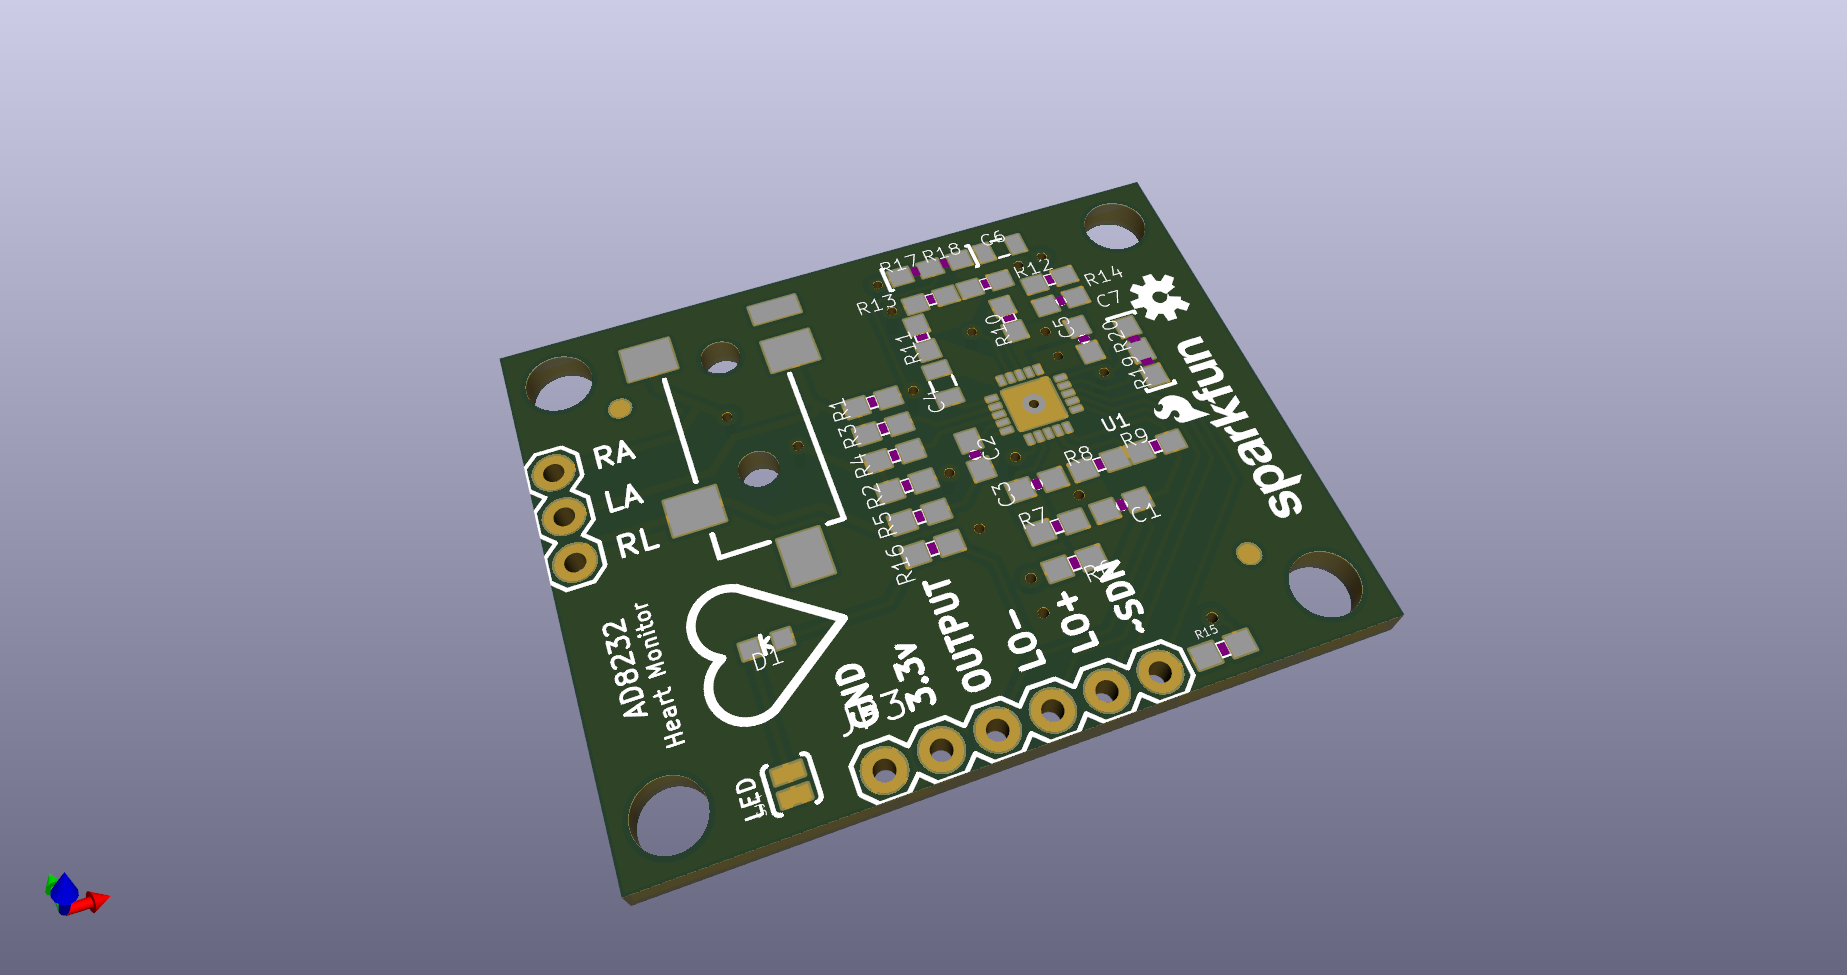 C6
R18
R17
R12
R14
R13
C7
R10
C5
R20
R11
R19
sparkfun
C4
R1
R3
U1
R9
R4
C2
R8
R2
C3
R5
R7
C1
R16
RA
LA
RL
~SDN
LO+
LO-
OUTPUT
3.3v
GND
R15
D1
AD8232
Heart Monitor
LED